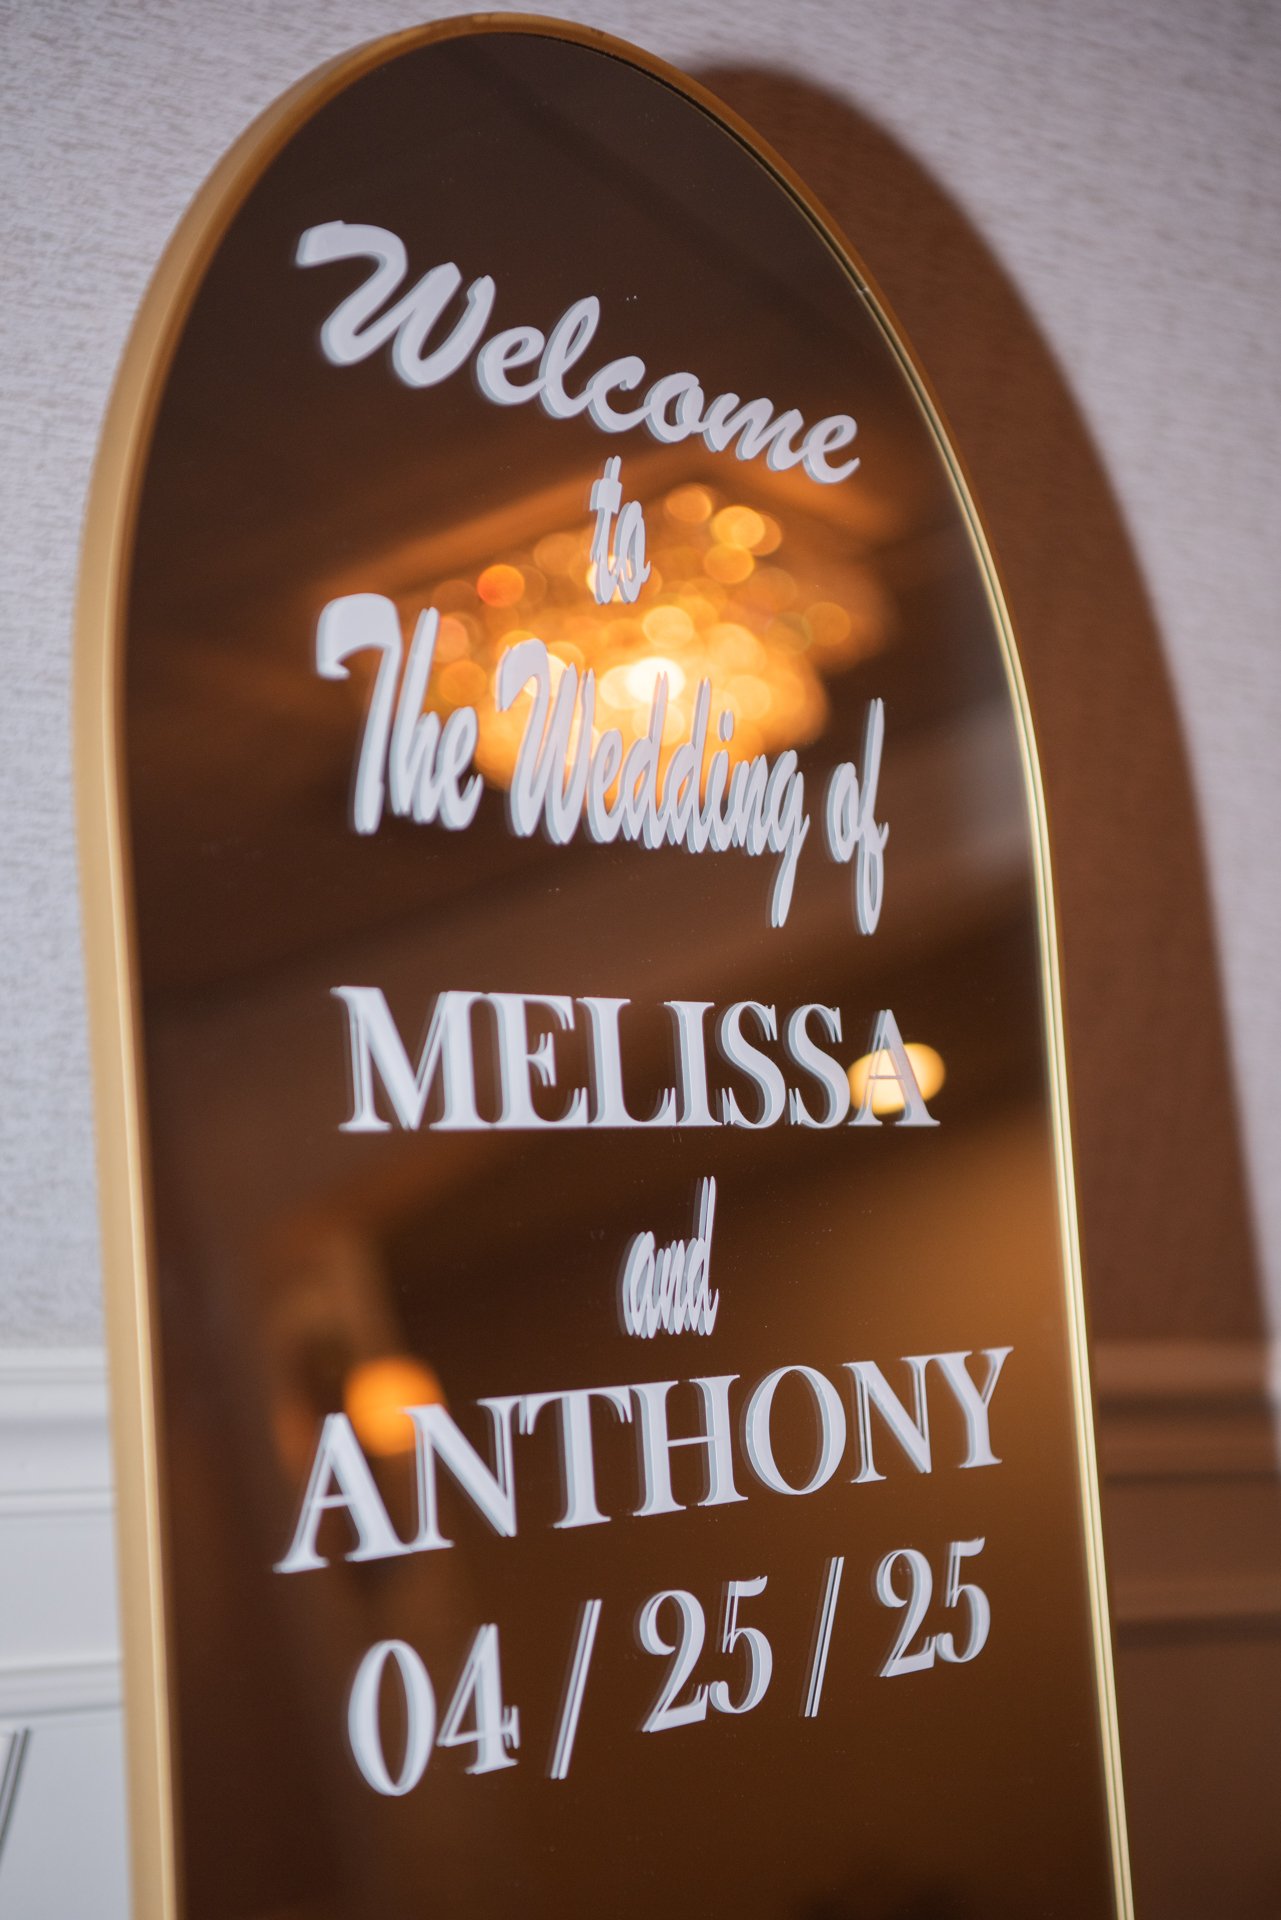 Welcome
to
The Wedding of
MELISSA
and
ANTHONY
04 / 25 / 25